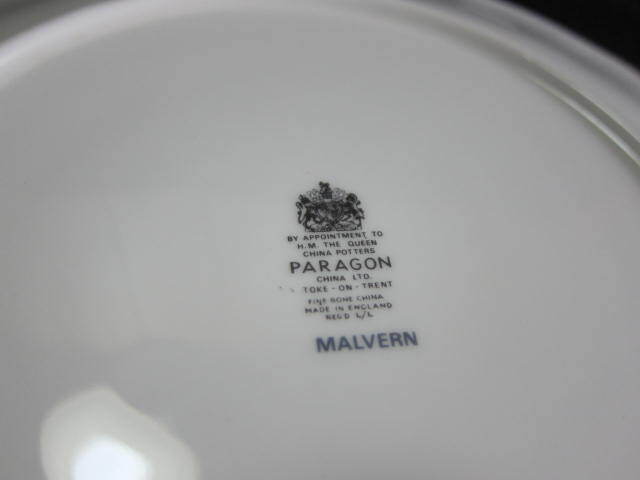 BY APPOINTMENT TO
H.M. THE QUEEN
CHINA POTTERS
PARAGON
CHINA LTD.
TOKE-ON-TRENT
FINE BONE CHINA
MADE IN ENGLAND
REG'D L/L
MALVERN